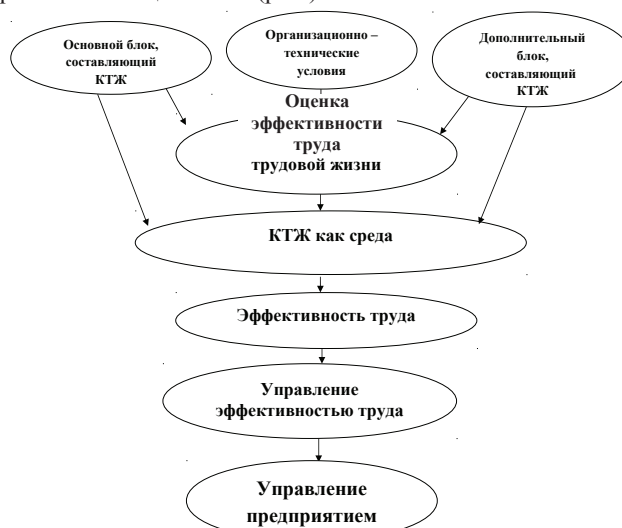 Основной блок,
составляющий
КТЖ
Организационно –
технические
условия
Дополнительный
блок,
составляющий
КТЖ
Оценка
эффективности
труда
трудовой жизни
КТЖ как среда
Эффективность труда
Управление
эффективностью труда
Управление
предприятием